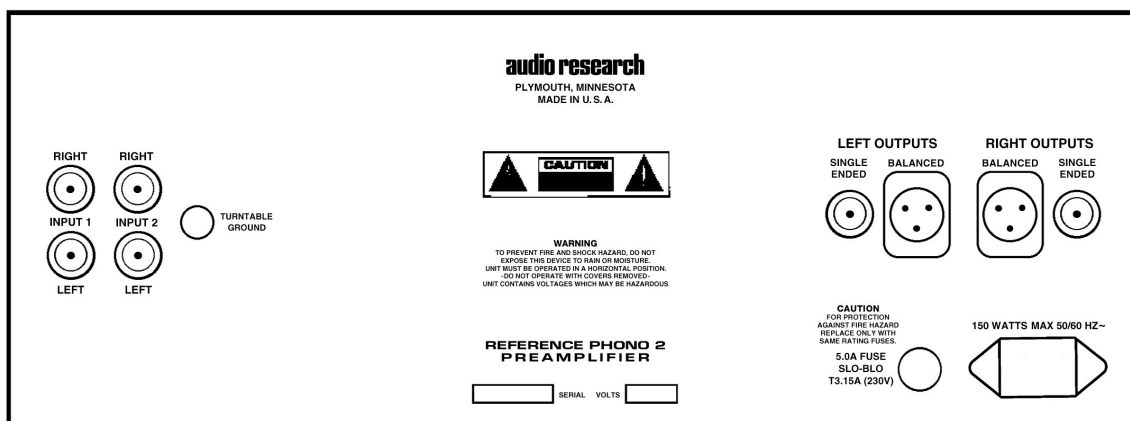 audio research
PLYMOUTH, MINNESOTA
MADE IN U.S.A.
RIGHT RIGHT
INPUT 1 INPUT 2
LEFT LEFT
TURNTABLE
GROUND
CAUTION
WARNING
TO PREVENT FIRE AND SHOCK HAZARD, DO NOT
EXPOSE THIS DEVICE TO RAIN OR MOISTURE.
UNIT MUST BE OPERATED IN A HORIZONTAL POSITION.
-DO NOT OPERATE WITH COVERS REMOVED-
UNIT CONTAINS VOLTAGES WHICH MAY BE HAZARDOUS
REFERENCE PHONO 2
PREAMPLIFIER
SERIAL VOLTS
LEFT OUTPUTS RIGHT OUTPUTS
SINGLE
ENDED
BALANCED
BALANCED
SINGLE
ENDED
CAUTION
FOR PROTECTION
AGAINST FIRE HAZARD
REPLACE ONLY WITH
SAME RATING FUSES.
5.0A FUSE
SLO-BLO
T3.15A (230V)
150 WATTS MAX 50/60 HZ~